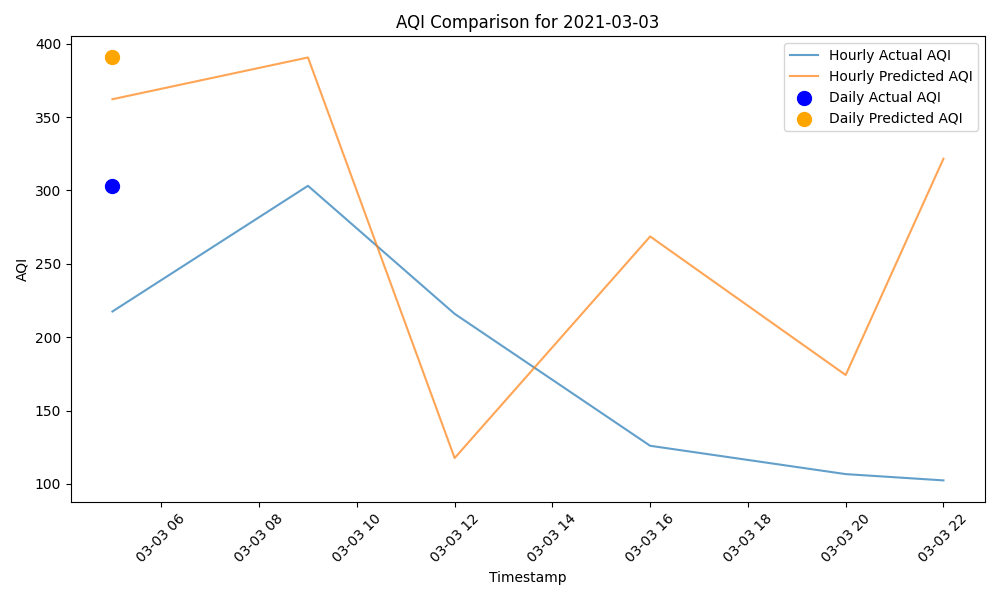 AQI Comparison for 2021-03-03
400
350
300
250
200
150
100
AQI
Hourly Actual AQI
Hourly Predicted AQI
Daily Actual AQI
Daily Predicted AQI
03-03 06
03-03 08
03-03 10
03-03 12
03-03 14
03-03 16
03-03 18
03-03 20
03-03 22
Timestamp